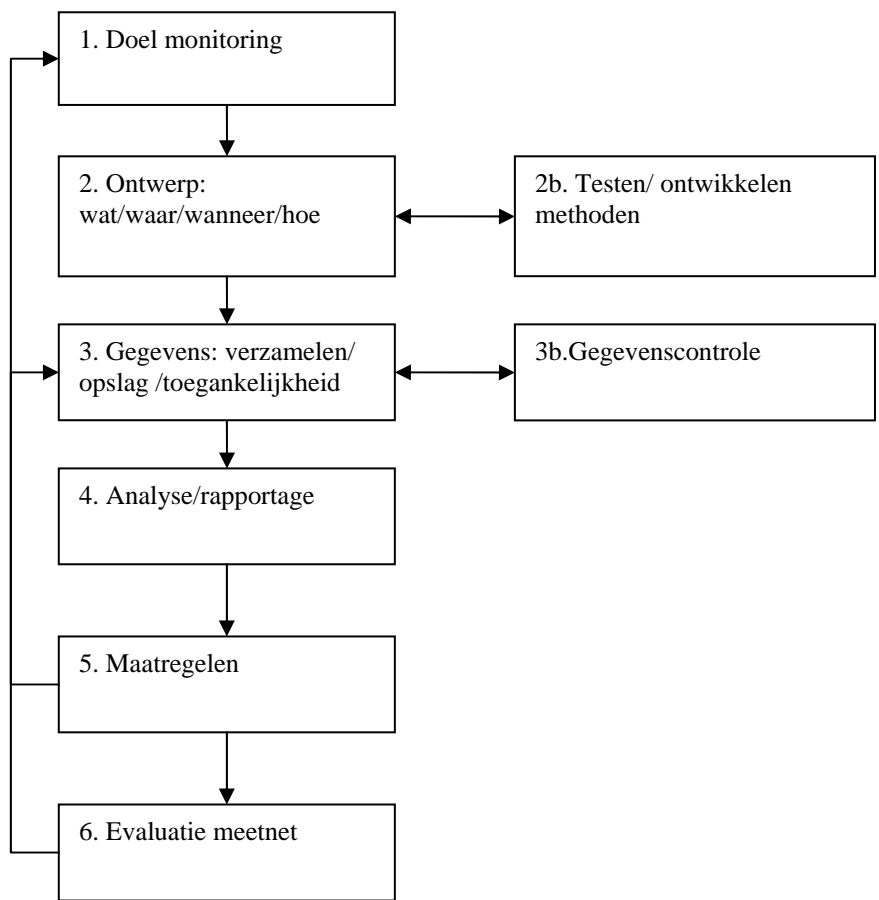 1. Doel monitoring
2. Ontwerp:
wat/waar/wanneer/hoe
2b. Testen/ ontwikkelen
methoden
3. Gegevens: verzamelen/
opslag /toegankelijkheid
3b.Gegevenscontrole
4. Analyse/rapportage
5. Maatregelen
6. Evaluatie meetnet